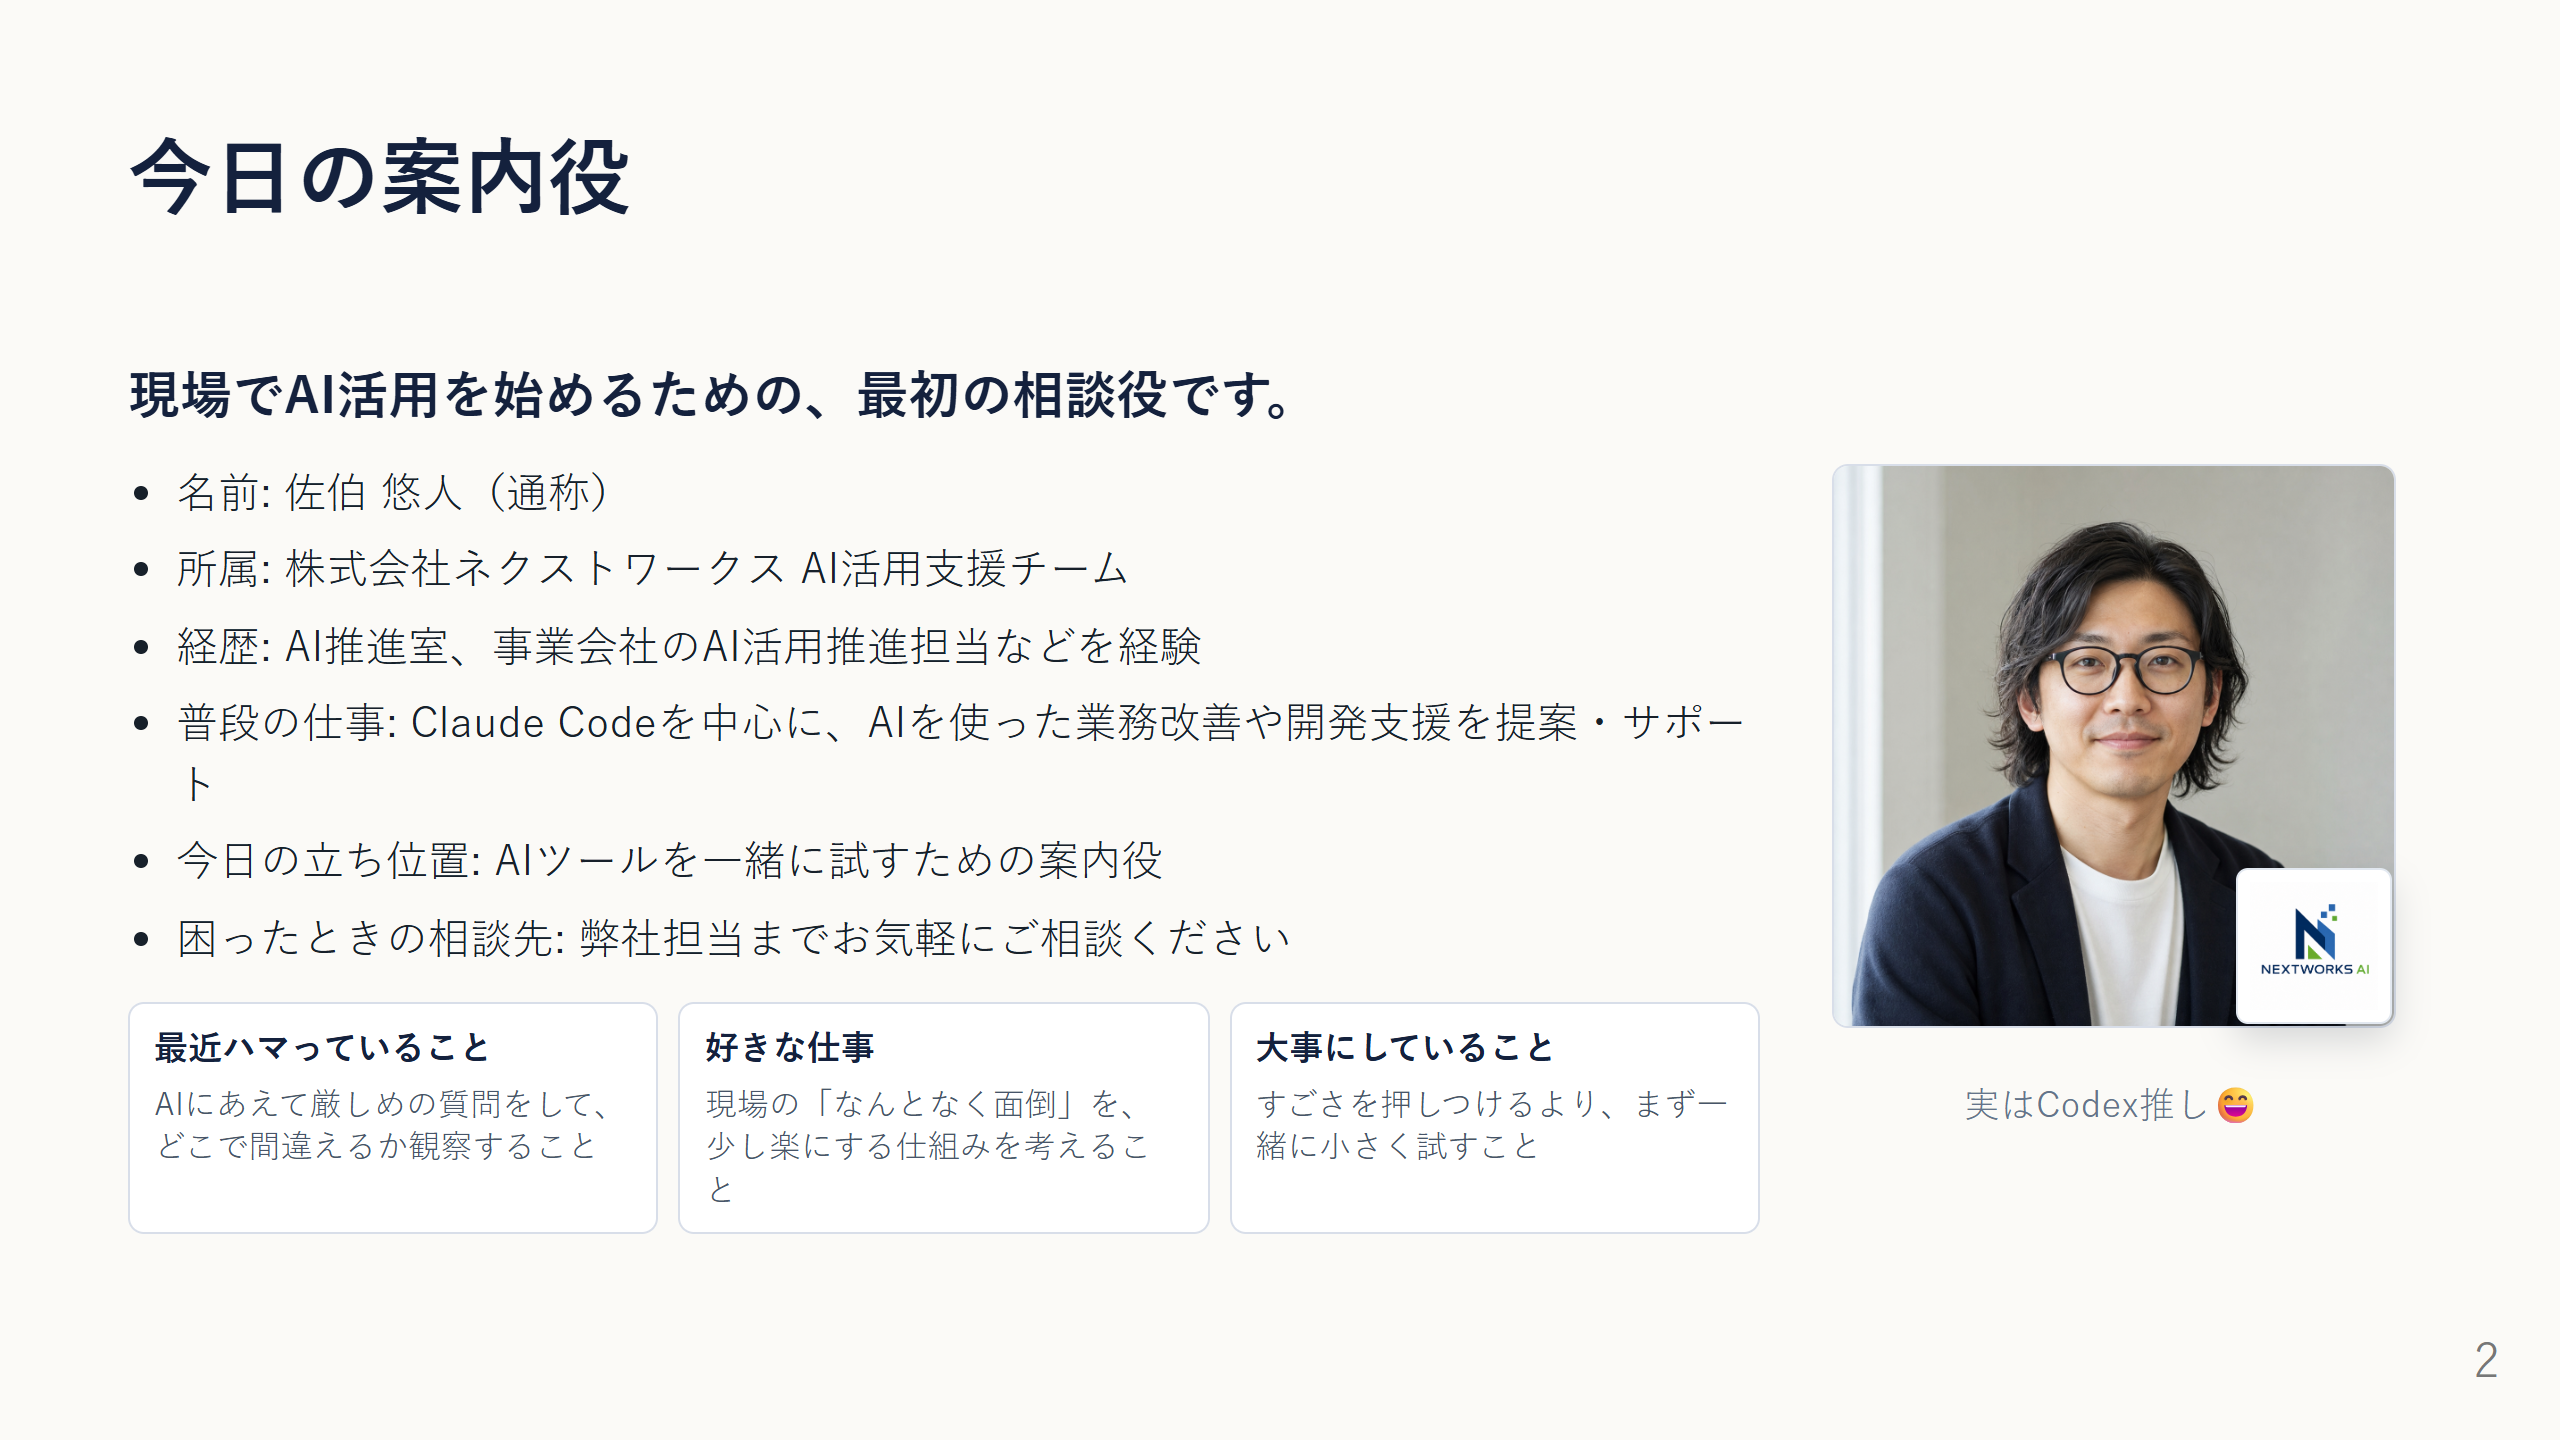 今日の案内役
現場でAI活用を始めるための、最初の相談役です。
• 名前: 佐伯 悠人（通称）
• 所属: 株式会社ネクストワークス AI活用支援チーム
• 経歴: AI推進室、事業会社のAI活用推進担当などを経験
• 普段の仕事: Claude Codeを中心に、AIを使った業務改善や開発支援を提案・サポー
ト
• 今日の立ち位置: AIツールを一緒に試すための案内役
• 困ったときの相談先: 弊社担当までお気軽にご相談ください
最近ハマっていること
AIにあえて厳しめの質問をして、
どこで間違えるか観察すること
好きな仕事
現場の「なんとなく面倒」を、
少し楽にする仕組みを考えるこ
と
大事にしていること
すごさを押しつけるより、まず一
緒に小さく試すこと
NEXTWORKS AI
実はCodex推し😄
2